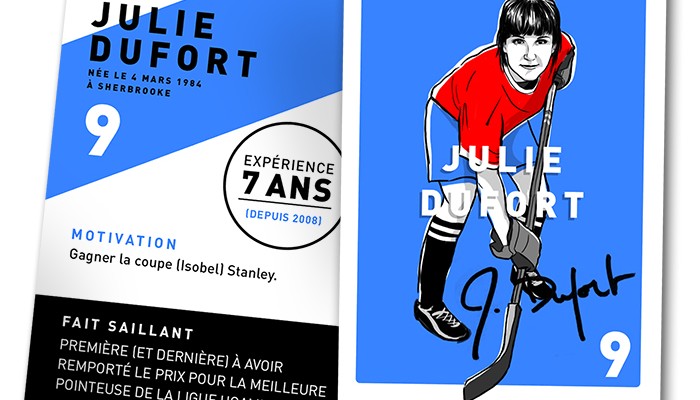 JULIE
DUFORT
NÉE LE 4 MARS 1984
À SHERBROOKE
9
EXPÉRIENCE
7 ANS
(DEPUIS 2008)
MOTIVATION
Gagner la coupe (Isobel) Stanley.
FAIT SAILLANT
PREMIÈRE (ET DERNIÈRE) À AVOIR
REMPORTÉ LE PRIX POUR LA MEILLEURE
POINTEUSE DE LA LIGUE
JULIE
DUFORT
J. Dufort
9